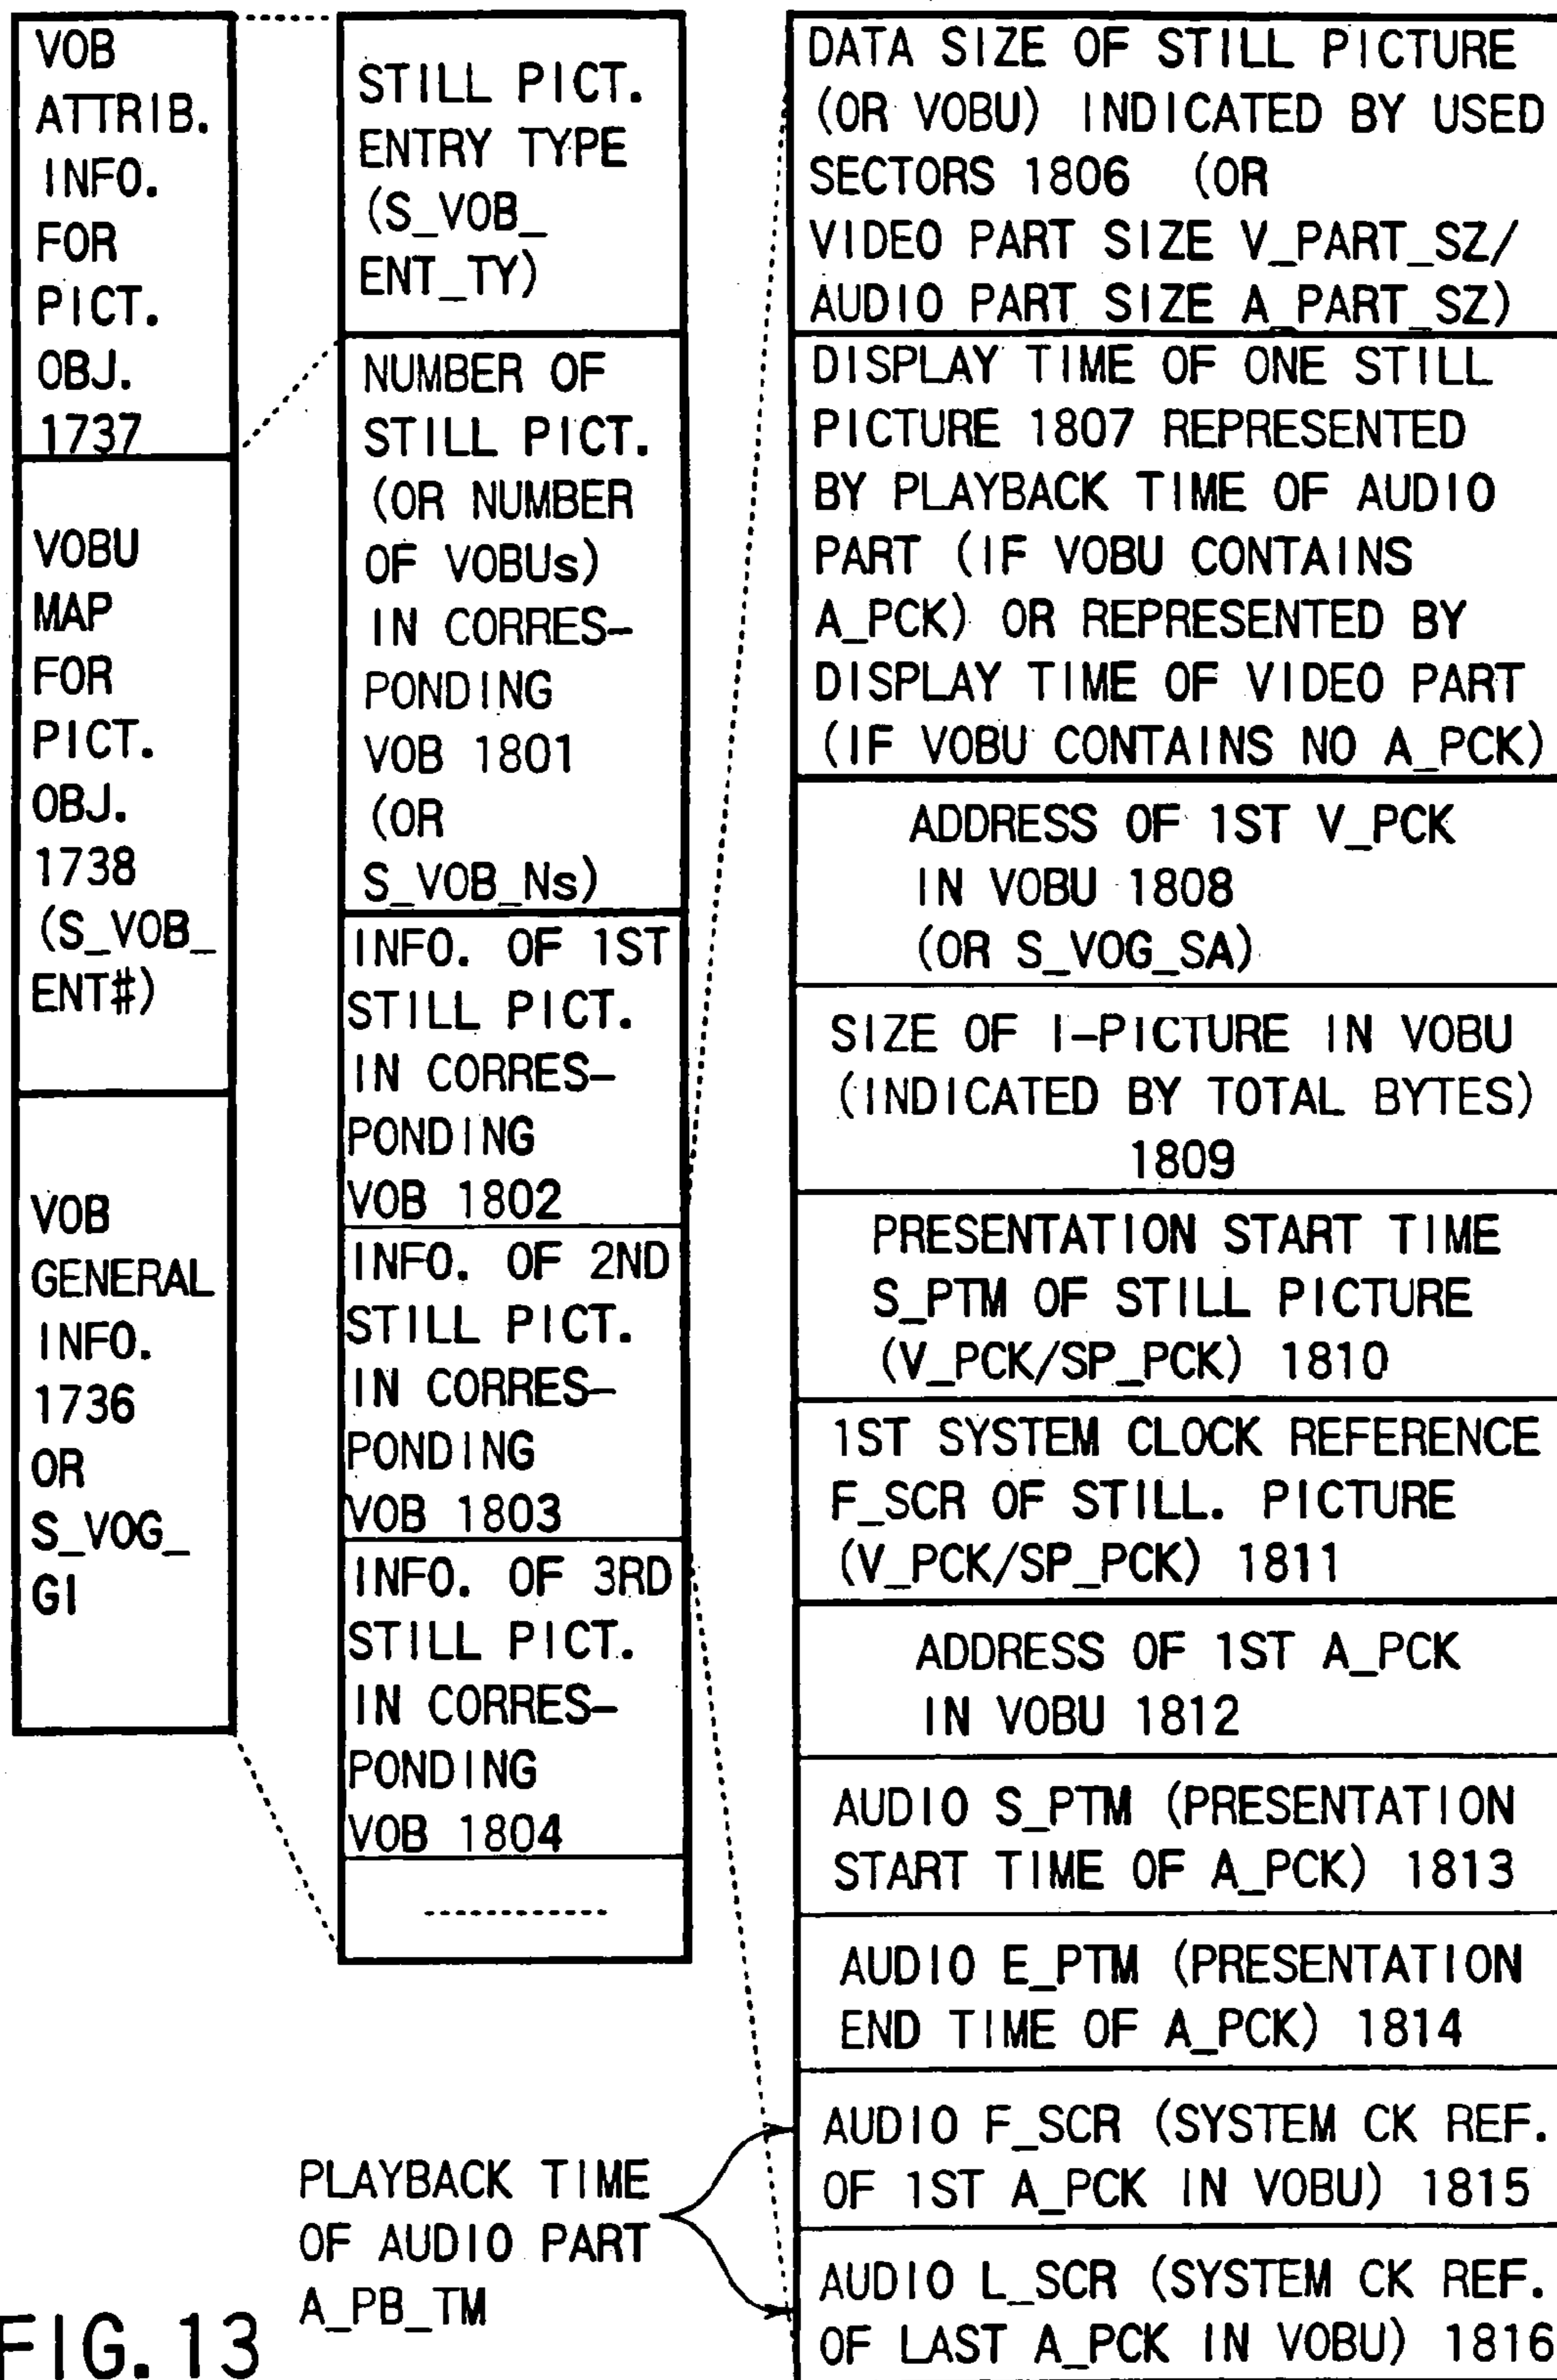 VOB
ATTRIB.
INFO.
FOR
PICT.
OBJ.
1737
VOBU
MAP
FOR
PICT.
OBJ.
1738
(S_VOB_
ENT#)
VOB
GENERAL
INFO.
1736
OR
S_VOG_
GI
STILL PICT.
ENTRY TYPE
(S_VOB_
ENT_TY)
NUMBER OF
STILL PICT.
(OR NUMBER
OF VOBUs)
IN CORRES-
PONDING
VOB 1801
(OR
S_VOB_Ns)
INFO. OF 1ST
STILL PICT.
IN CORRES-
PONDING
VOB 1802
INFO. OF 2ND
STILL PICT.
IN CORRES-
PONDING
VOB 1803
INFO. OF 3RD
STILL PICT.
IN CORRES-
PONDING
VOB 1804
DATA SIZE OF STILL PICTURE
(OR VOBU) INDICATED BY USED
SECTORS 1806 (OR
VIDEO PART SIZE V_PART_SZ/
AUDIO PART SIZE A_PART_SZ)
DISPLAY TIME OF ONE STILL
PICTURE 1807 REPRESENTED
BY PLAYBACK TIME OF AUDIO
PART (IF VOBU CONTAINS
A_PCK) OR REPRESENTED BY
DISPLAY TIME OF VIDEO PART
(IF VOBU CONTAINS NO A_PCK)
ADDRESS OF 1ST V_PCK
IN VOBU 1808
(OR S_VOG_SA)
SIZE OF I-PICTURE IN VOBU
(INDICATED BY TOTAL BYTES)
1809
PRESENTATION START TIME
S_PTM OF STILL PICTURE
(V_PCK/SP_PCK) 1810
1ST SYSTEM CLOCK REFERENCE
F_SCR OF STILL. PICTURE
(V_PCK/SP_PCK) 1811
ADDRESS OF 1ST A_PCK
IN VOBU 1812
AUDIO S_PTM (PRESENTATION
START TIME OF A_PCK) 1813
AUDIO E_PTM (PRESENTATION
END TIME OF A_PCK) 1814
AUDIO F_SCR (SYSTEM CK REF.
OF 1ST A_PCK IN VOBU) 1815
AUDIO L_SCR (SYSTEM CK REF.
OF LAST A_PCK IN VOBU) 1816
PLAYBACK TIME
OF AUDIO PART
A_PB_TM
FIG. 13